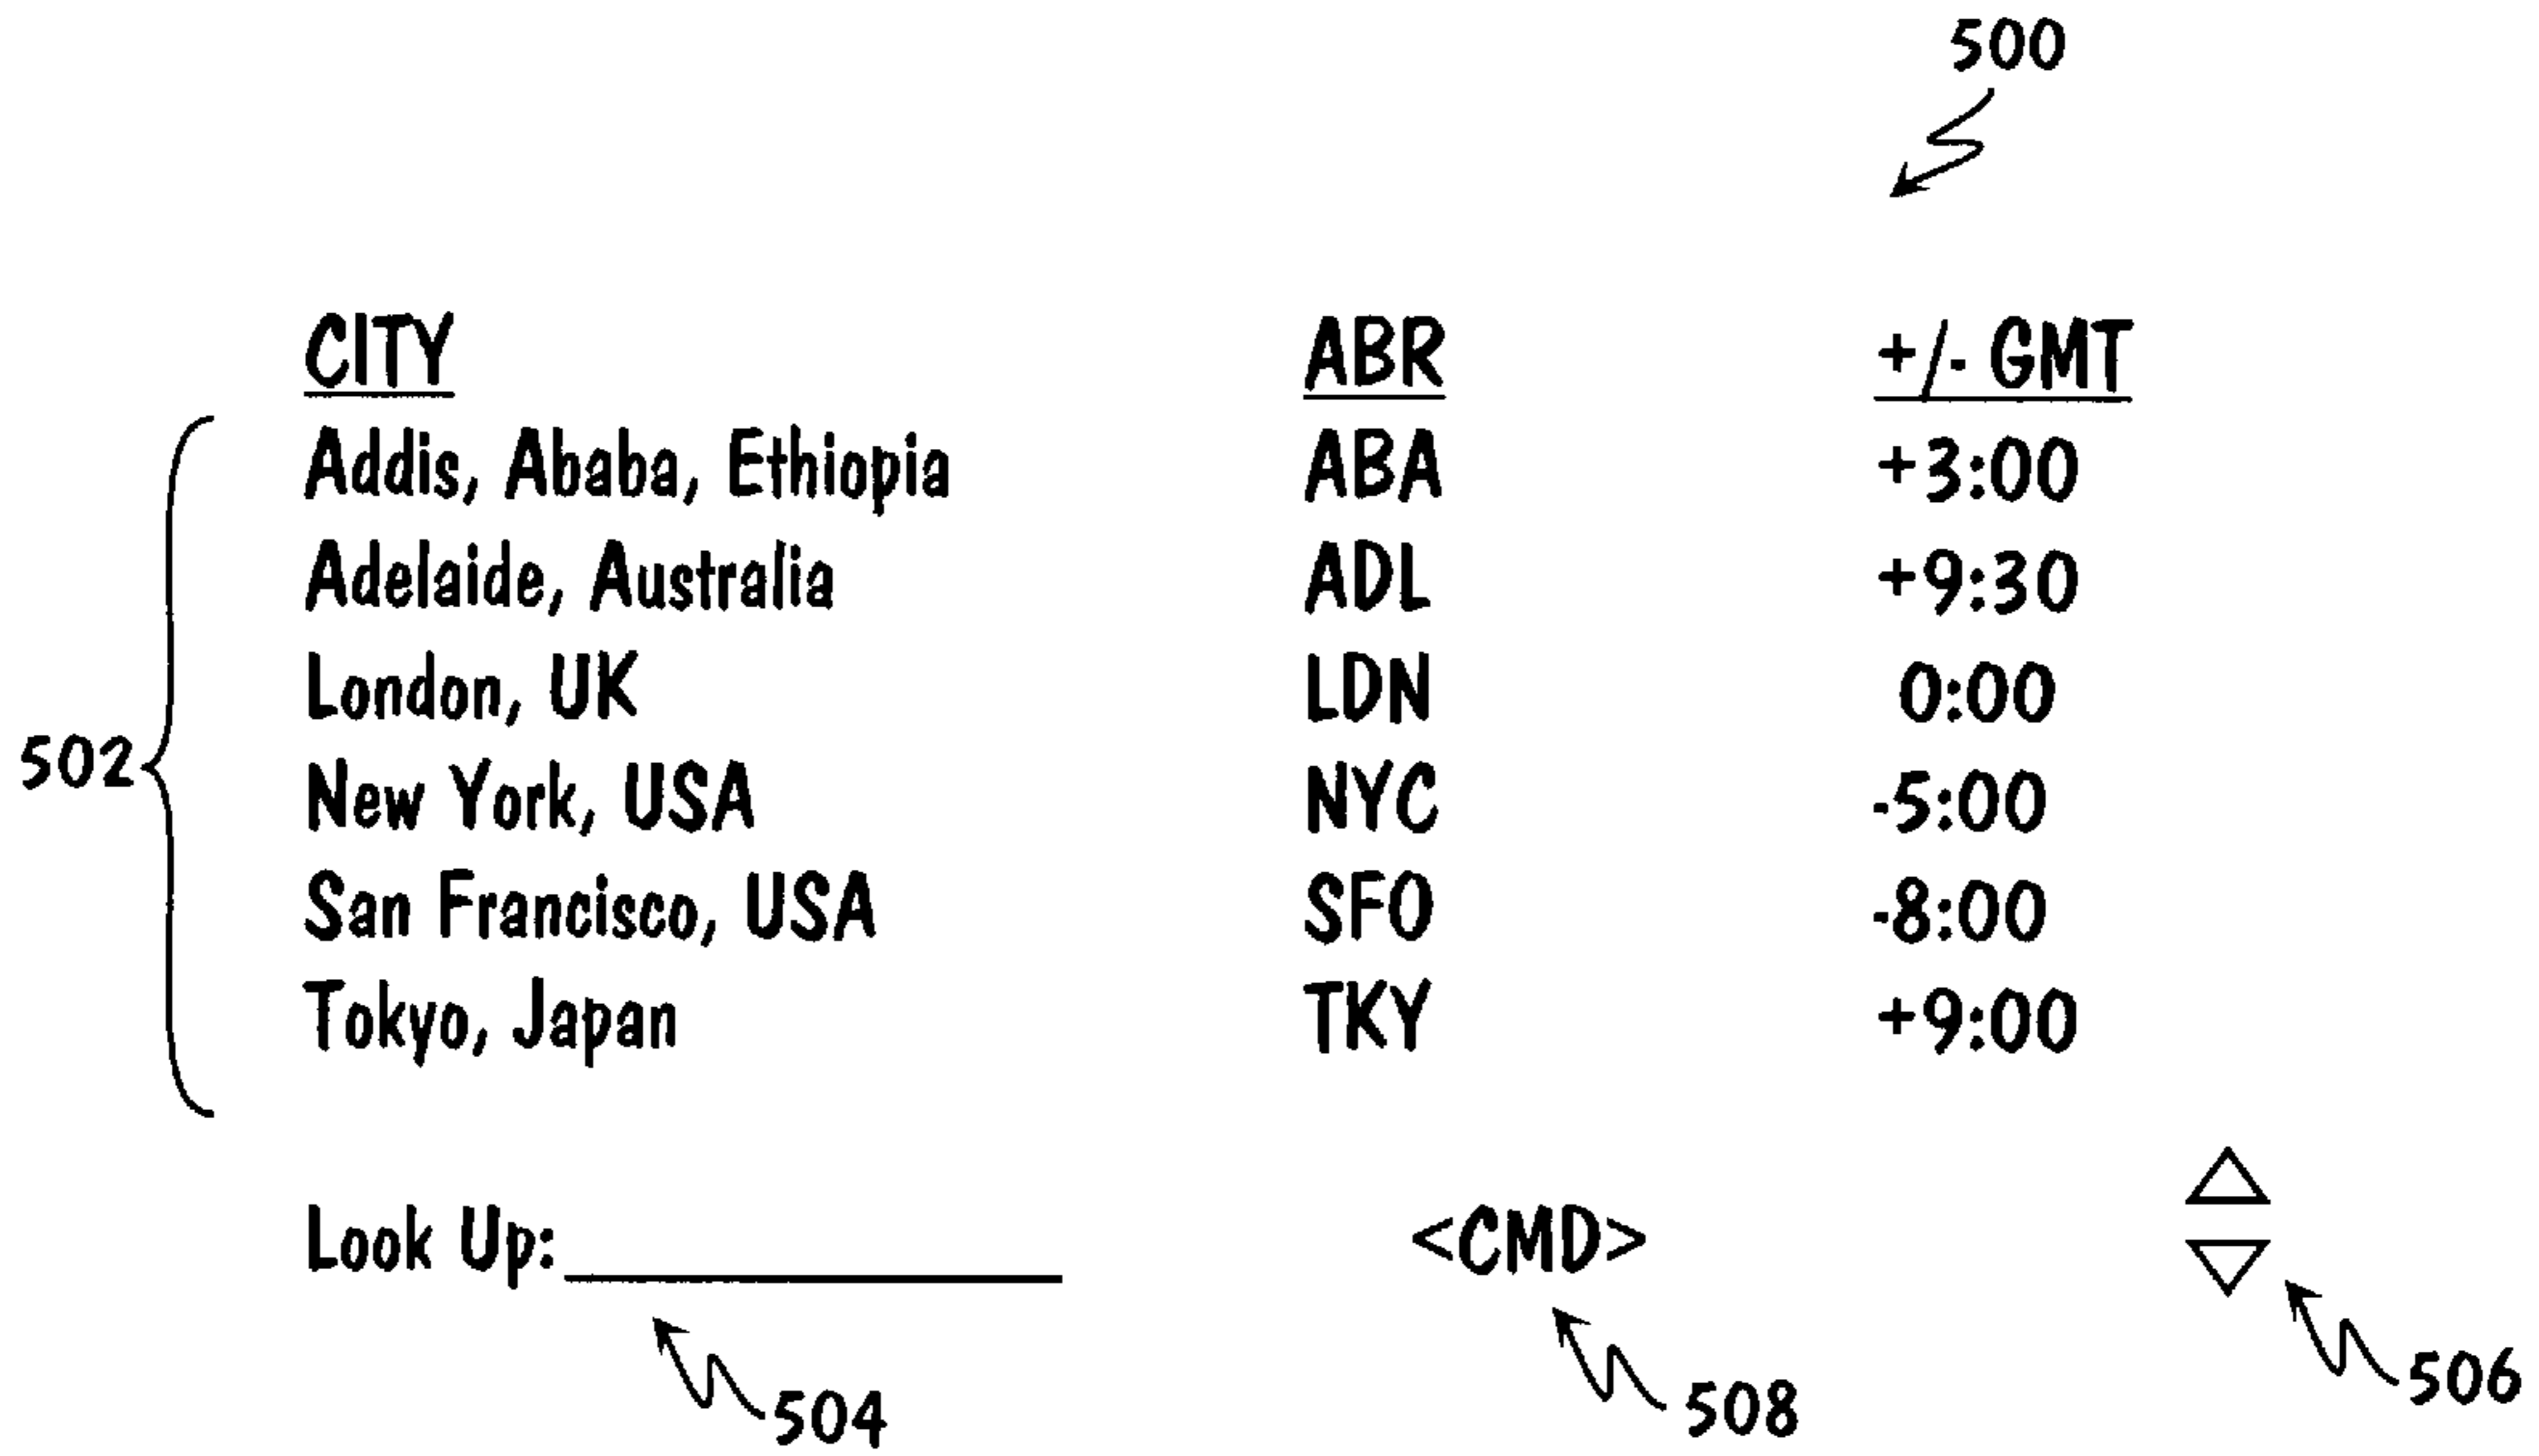 500
CITY ABR +/- GMT
Addis, Ababa, Ethiopia ABA +3:00
Adelaide, Australia ADL +9:30
London, UK LDN 0:00
502 New York, USA NYC -5:00
San Francisco, USA SFO -8:00
Tokyo, Japan TKY +9:00
Look Up: <CMD>
504 508 506